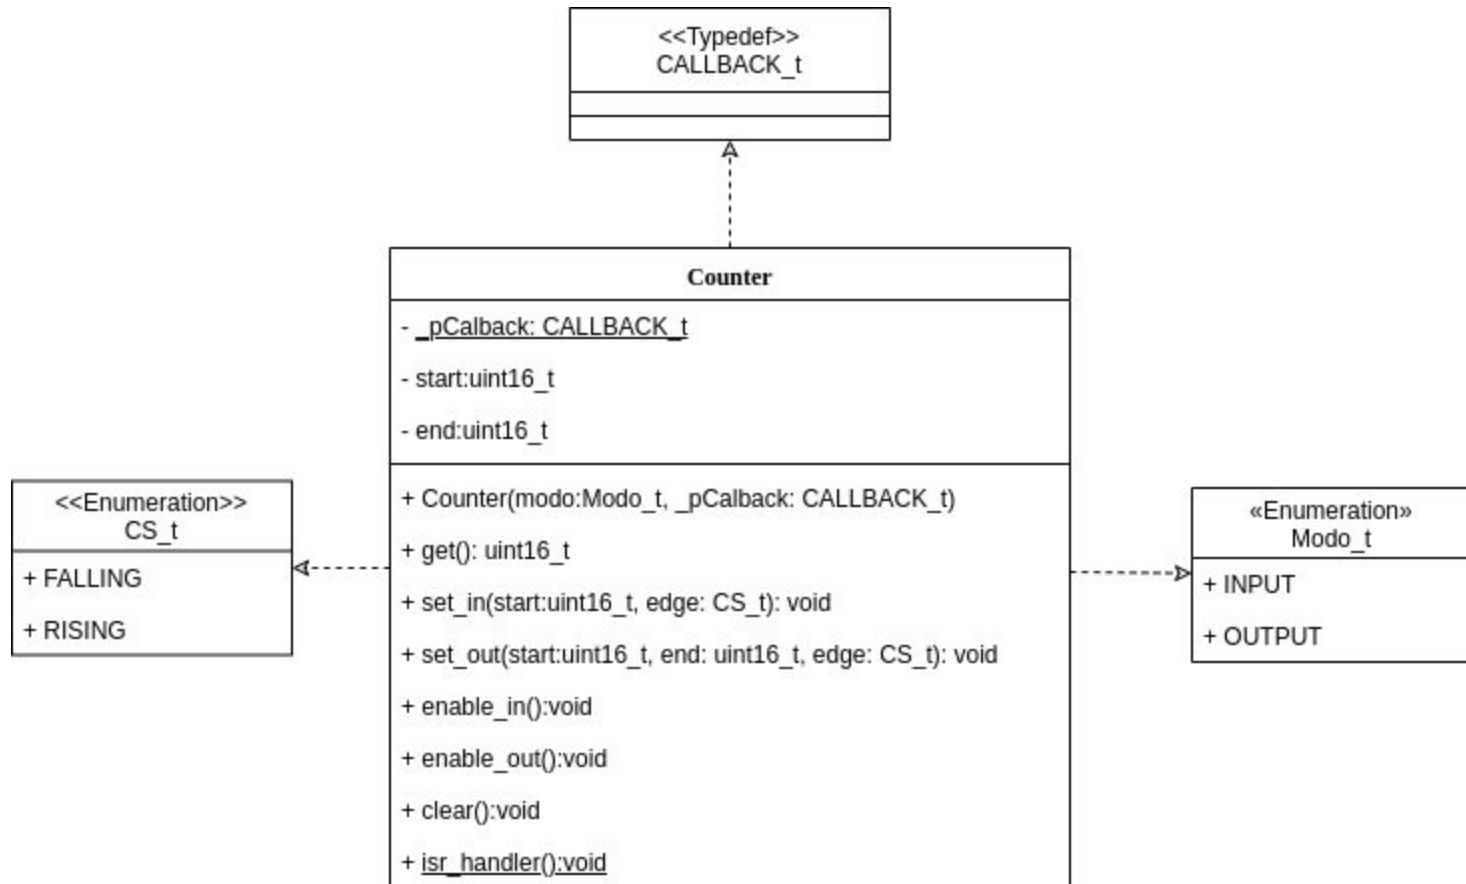 <<Typedef>>
CALLBACK_t
Counter
- _pCalback: CALLBACK_t
- start:uint16_t
- end:uint16_t
+ Counter(modo:Modo_t, _pCalback: CALLBACK_t)
+ get(): uint16_t
+ set_in(start:uint16_t, edge: CS_t): void
+ set_out(start:uint16_t, end: uint16_t, edge: CS_t): void
+ enable_in():void
+ enable_out():void
+ clear():void
+ isr_handler():void
<<Enumeration>>
CS_t
+ FALLING
+ RISING
«Enumeration»
Modo_t
+ INPUT
+ OUTPUT